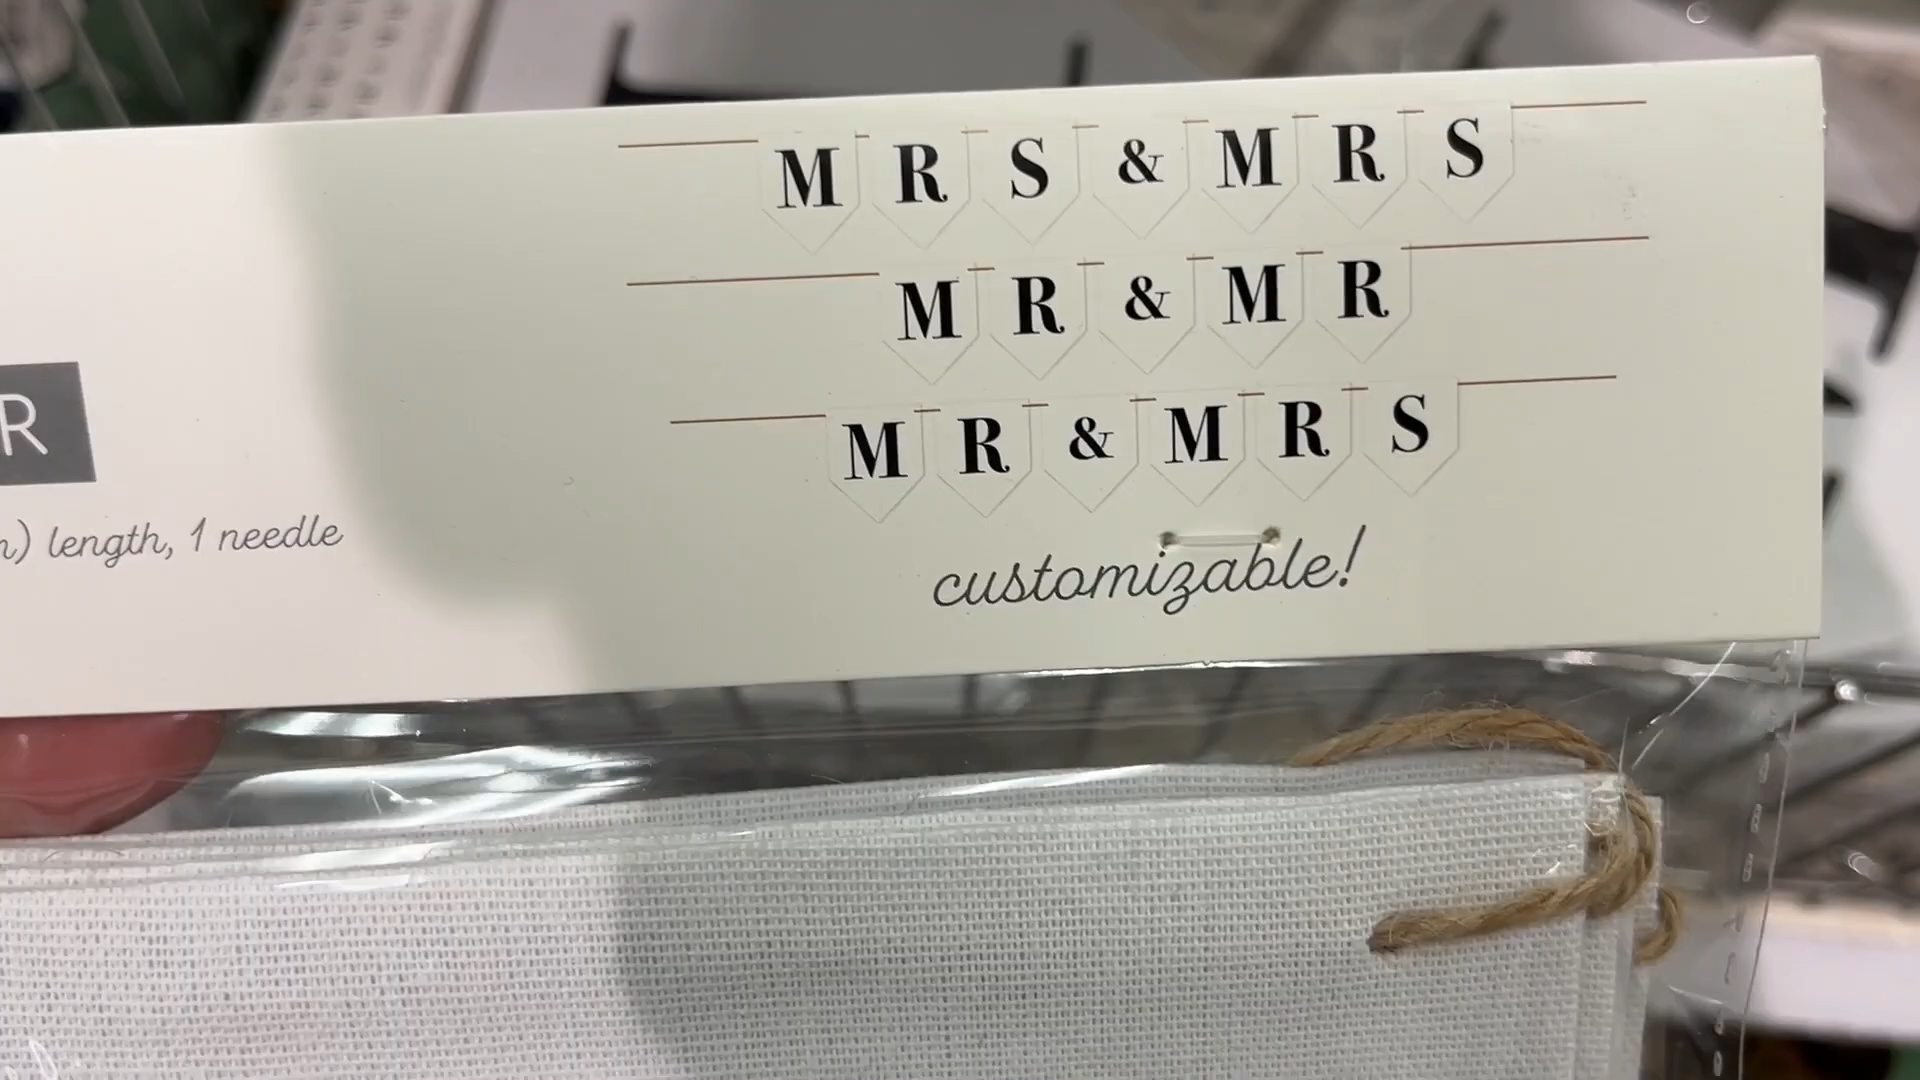 MRS & MRS
MR & MR
MR & MRS
R
) length, 1 needle
customizable!